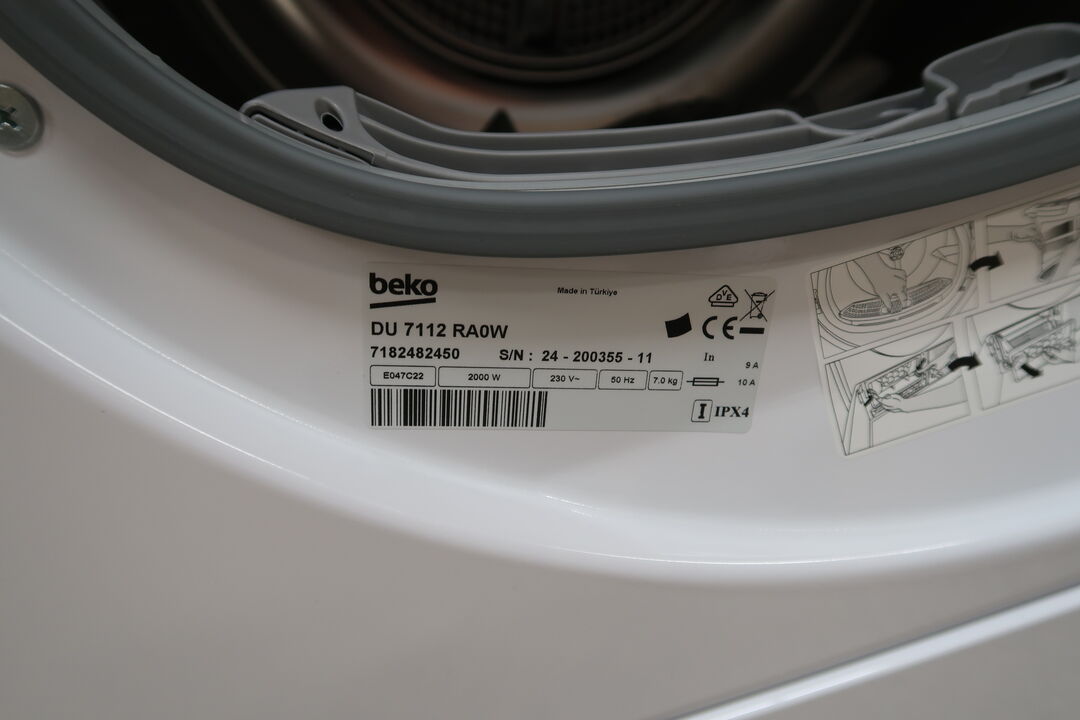 beko
Made in Türkiye
DVE
DU 7112 RA0W
7182482450 S/N : 24 - 200355 - 11
In 9 A
E047C22 2000 W 230 V~ 50 Hz 7.0 kg 10 A
I IPX4